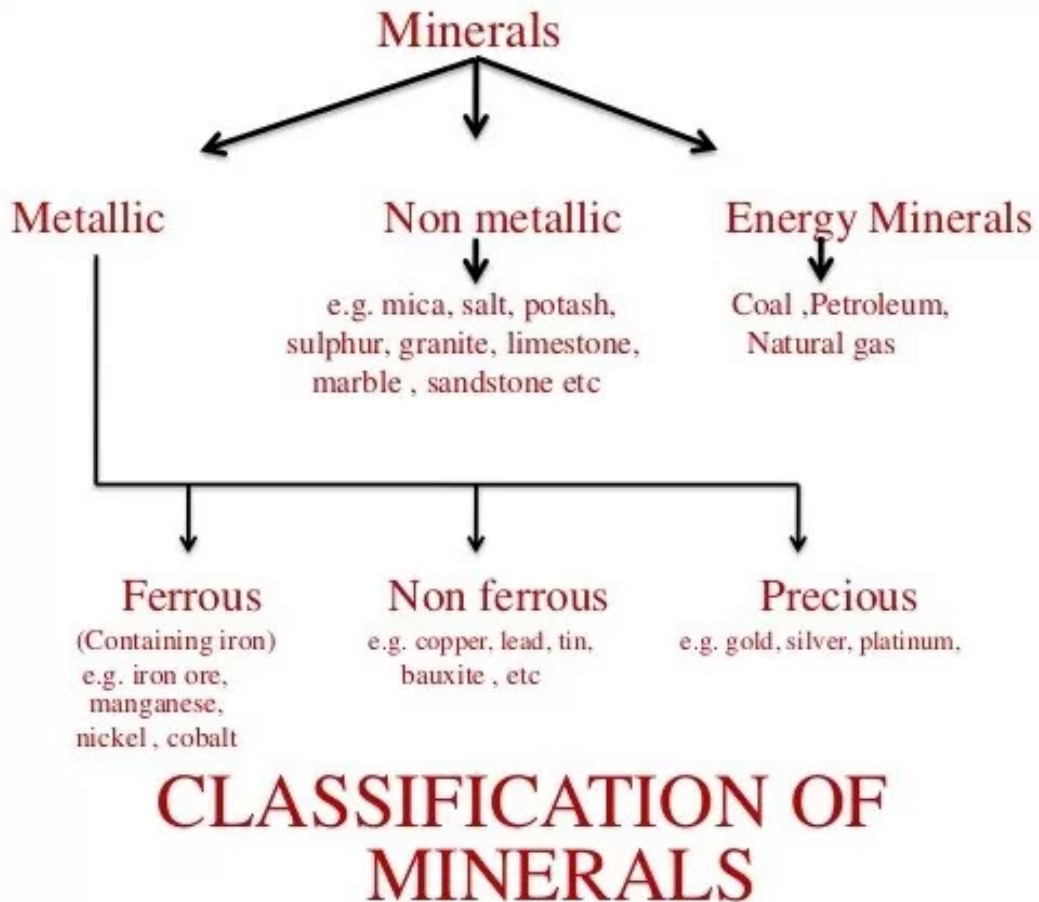 Minerals
Metallic
Non metallic
Energy Minerals
e.g. mica, salt, potash,
sulphur, granite, limestone,
marble , sandstone etc
Coal ,Petroleum,
Natural gas
Ferrous
(Containing iron)
e.g. iron ore,
manganese,
nickel , cobalt
Non ferrous
e.g. copper, lead, tin,
bauxite , etc
Precious
e.g. gold, silver, platinum,
CLASSIFICATION OF
MINERALS